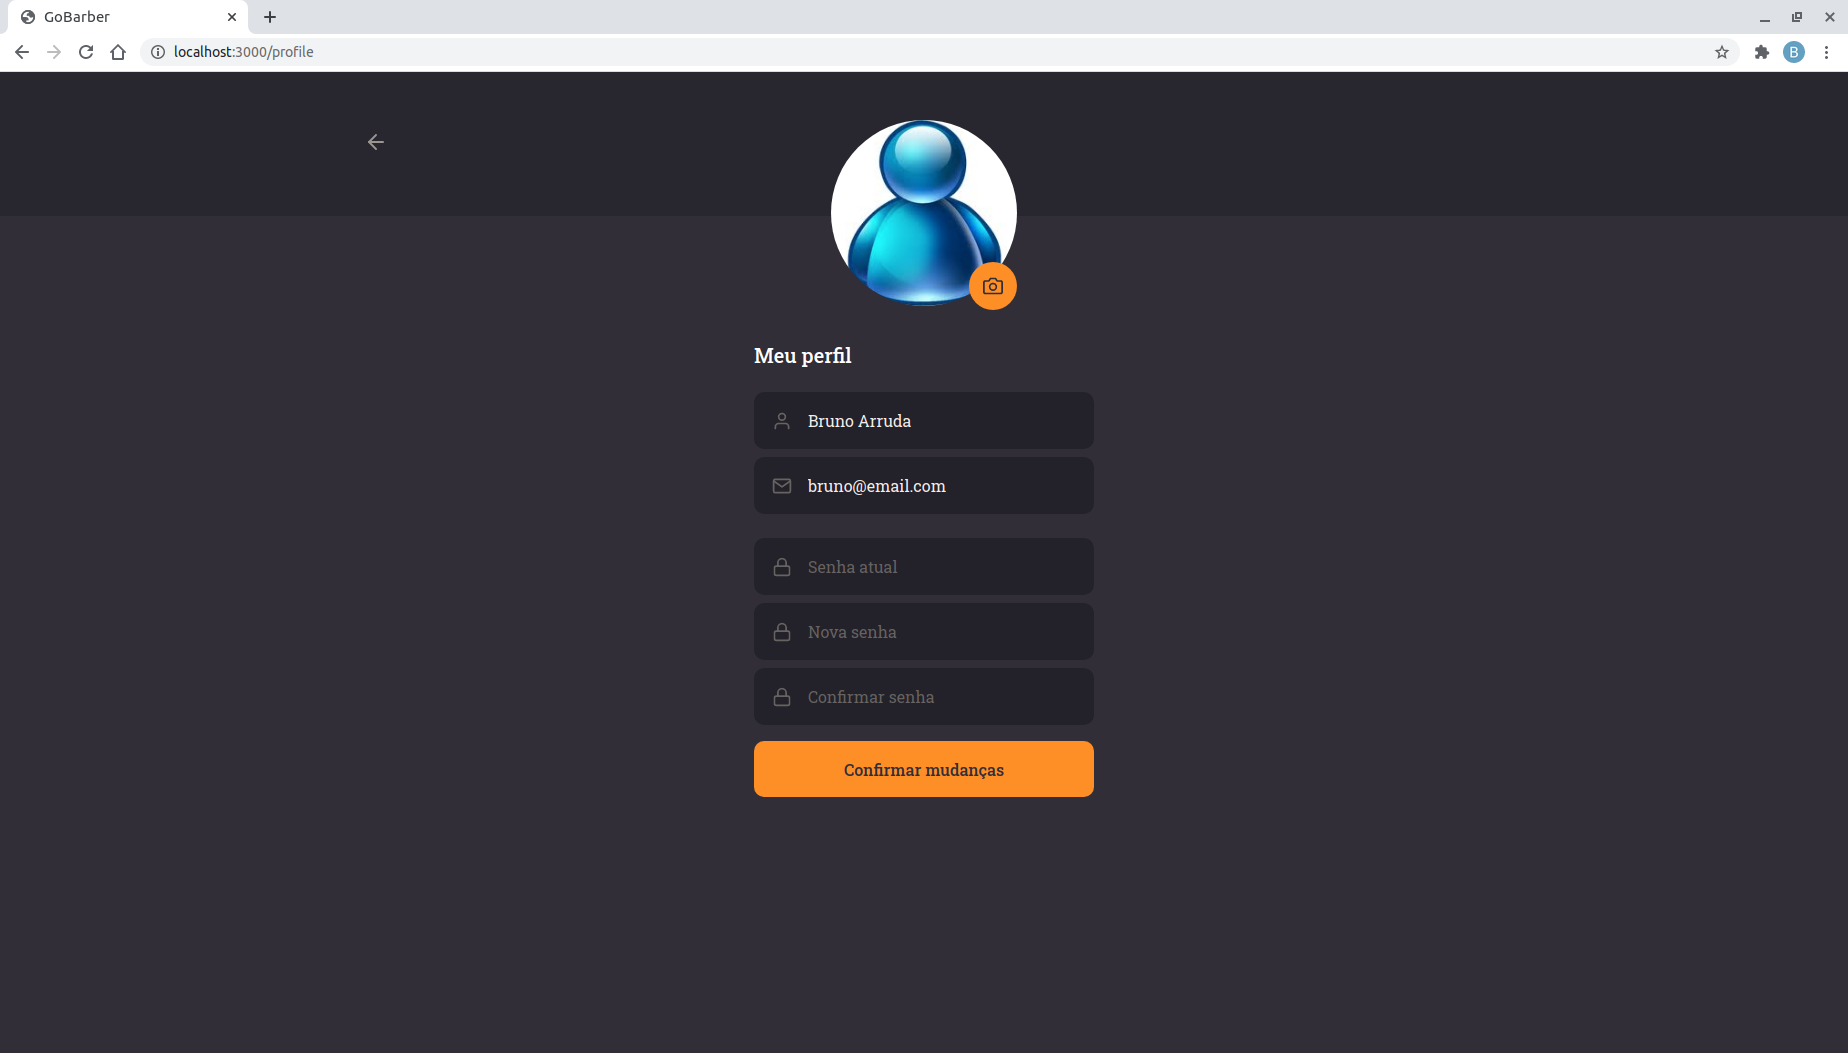 GoBarber
localhost:3000/profile
B
Meu perfil
Bruno Arruda
bruno@email.com
Senha atual
Nova senha
Confirmar senha
Confirmar mudanças